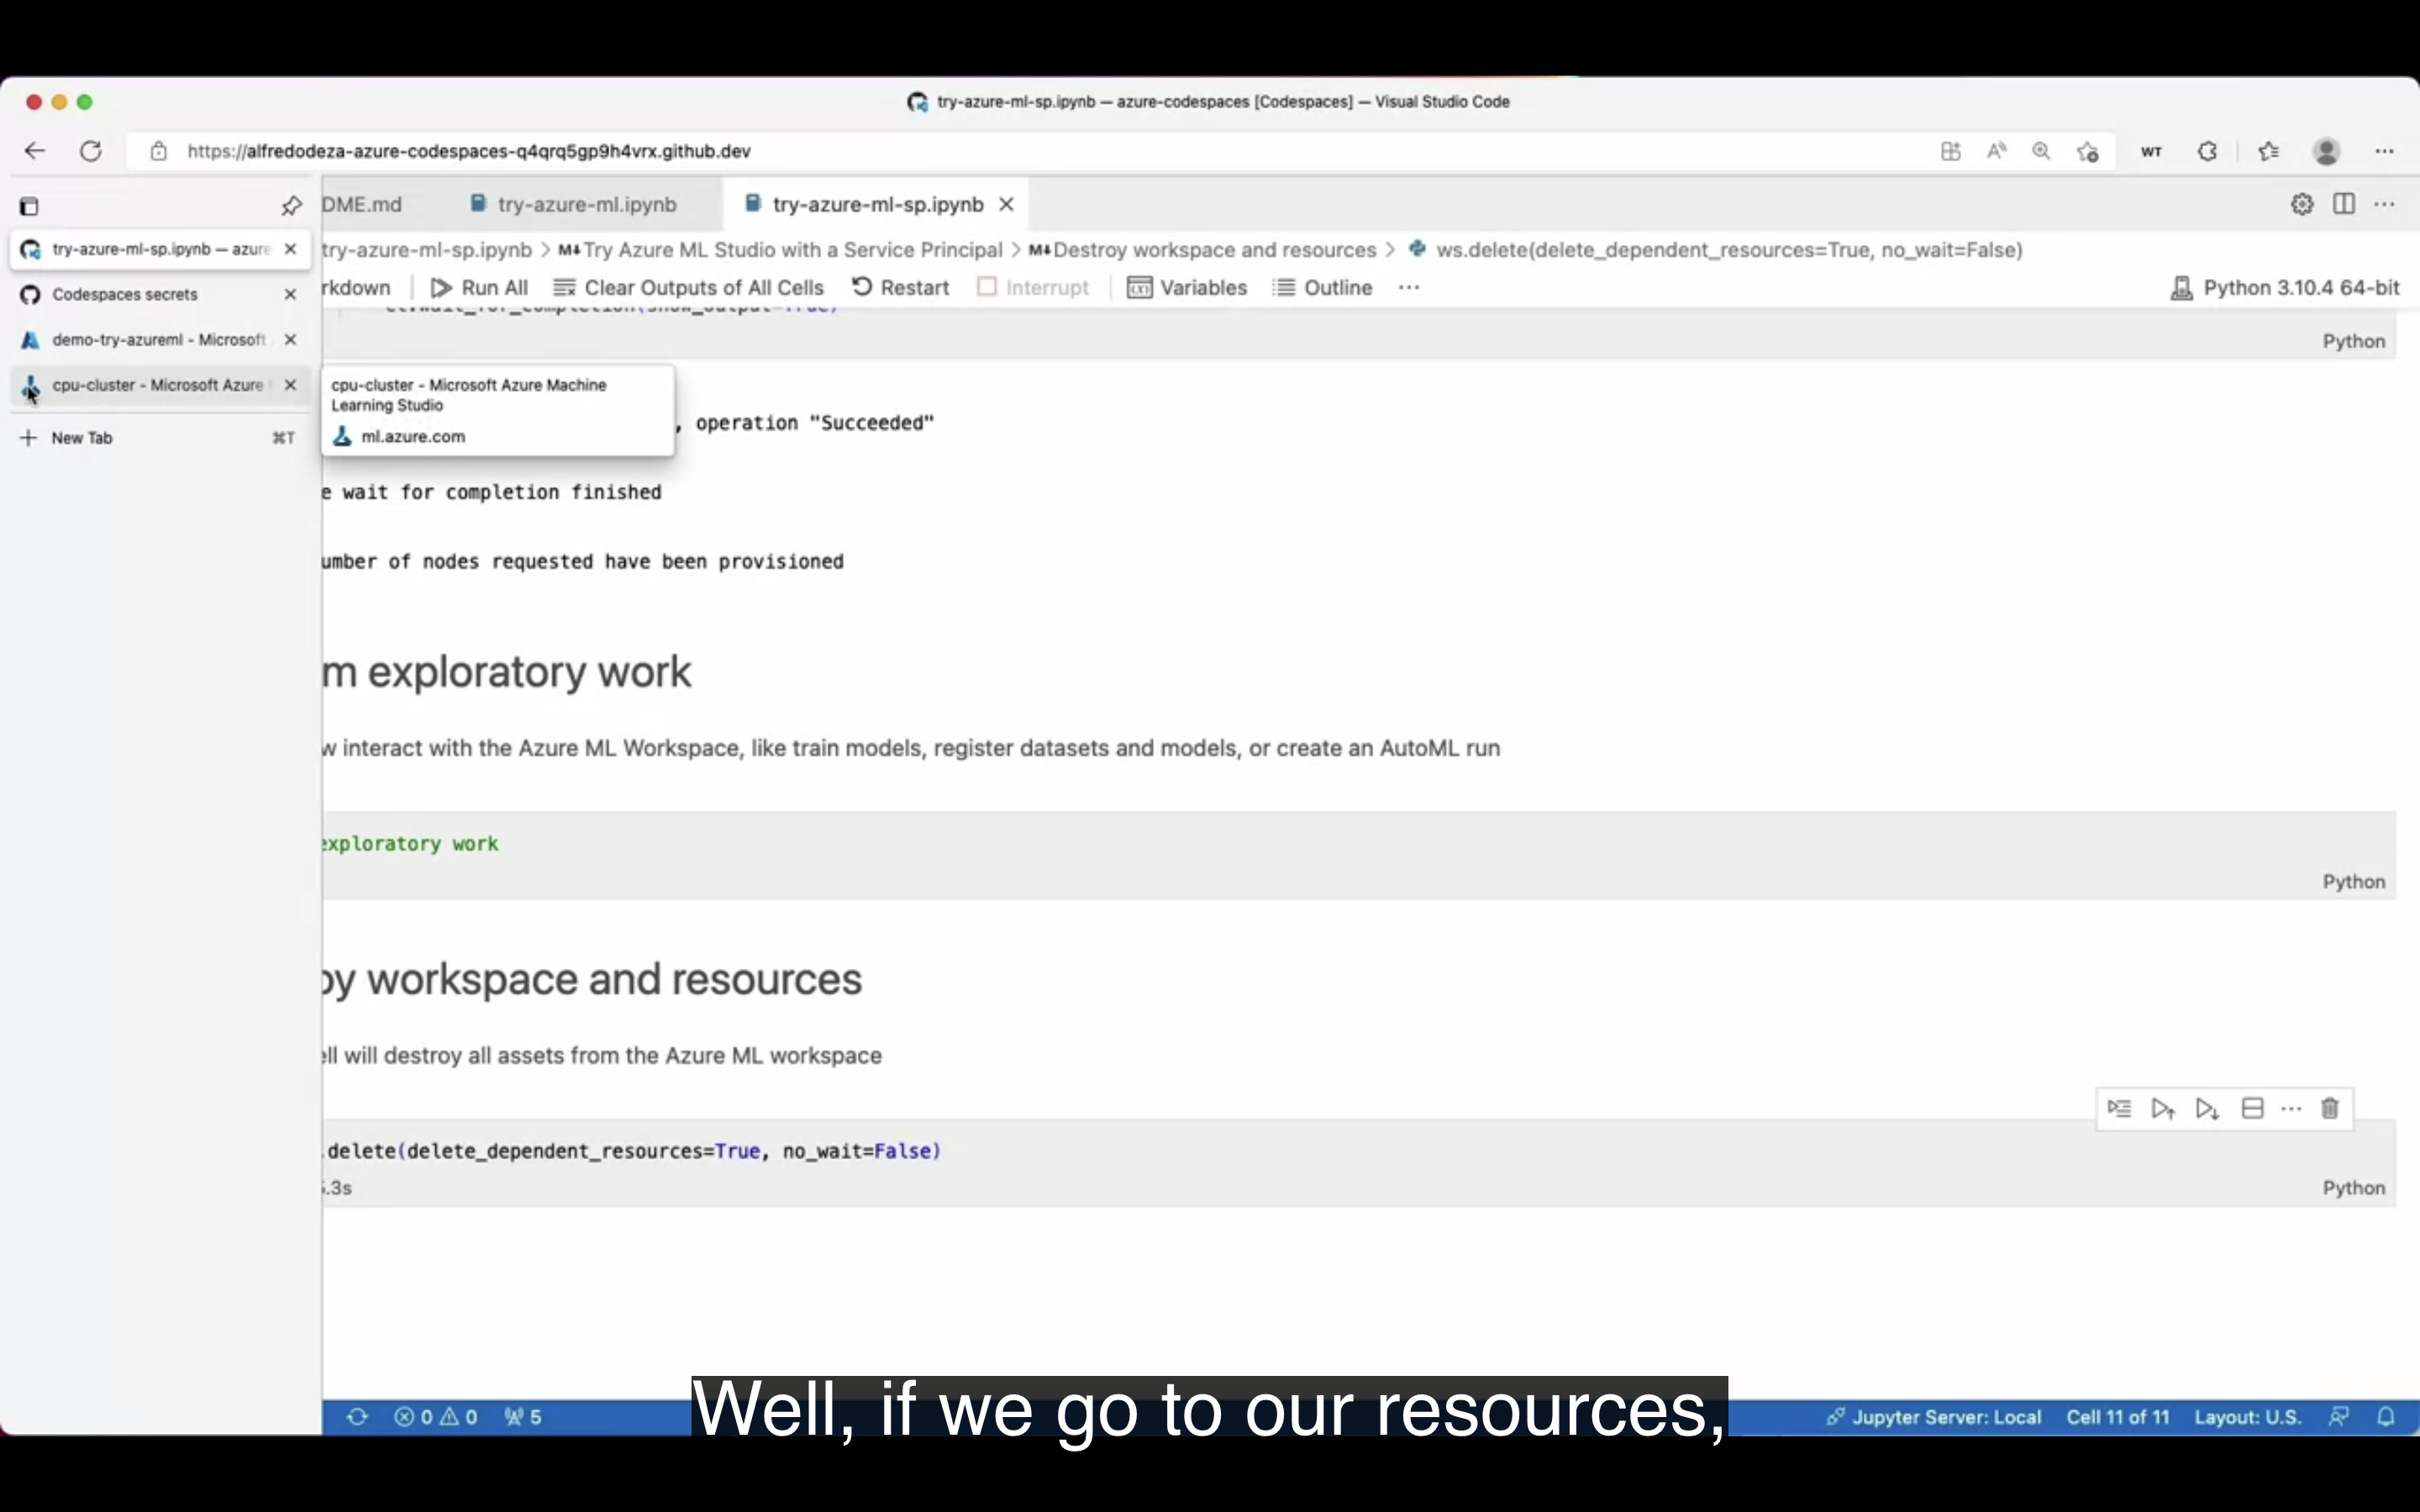 try-azure-ml-sp.ipynb — azure-codespaces [Codespaces] — Visual Studio Code
https://alfredodeza-azure-codespaces-q4qrq5gp9h4vrx.github.dev
WT
DME.md
try-azure-ml.ipynb
try-azure-ml-sp.ipynb
try-azure-ml-sp.ipynb — azure
Codespaces secrets
demo-try-azureml - Microsoft
cpu-cluster - Microsoft Azure
New Tab
⌘T
try-azure-ml-sp.ipynb > M↓Try Azure ML Studio with a Service Principal > M↓Destroy workspace and resources > ws.delete(delete_dependent_resources=True, no_wait=False)
rkdown
Run All
Clear Outputs of All Cells
Restart
Interrupt
Variables
Outline
Python 3.10.4 64-bit
Python
cpu-cluster - Microsoft Azure Machine
Learning Studio
ml.azure.com
, operation "Succeeded"
e wait for completion finished
umber of nodes requested have been provisioned
m exploratory work
w interact with the Azure ML Workspace, like train models, register datasets and models, or create an AutoML run
exploratory work
Python
oy workspace and resources
ell will destroy all assets from the Azure ML workspace
.delete(delete_dependent_resources=True, no_wait=False)
.3s
Python
Well, if we go to our resources,
0
0
5
Jupyter Server: Local
Cell 11 of 11
Layout: U.S.